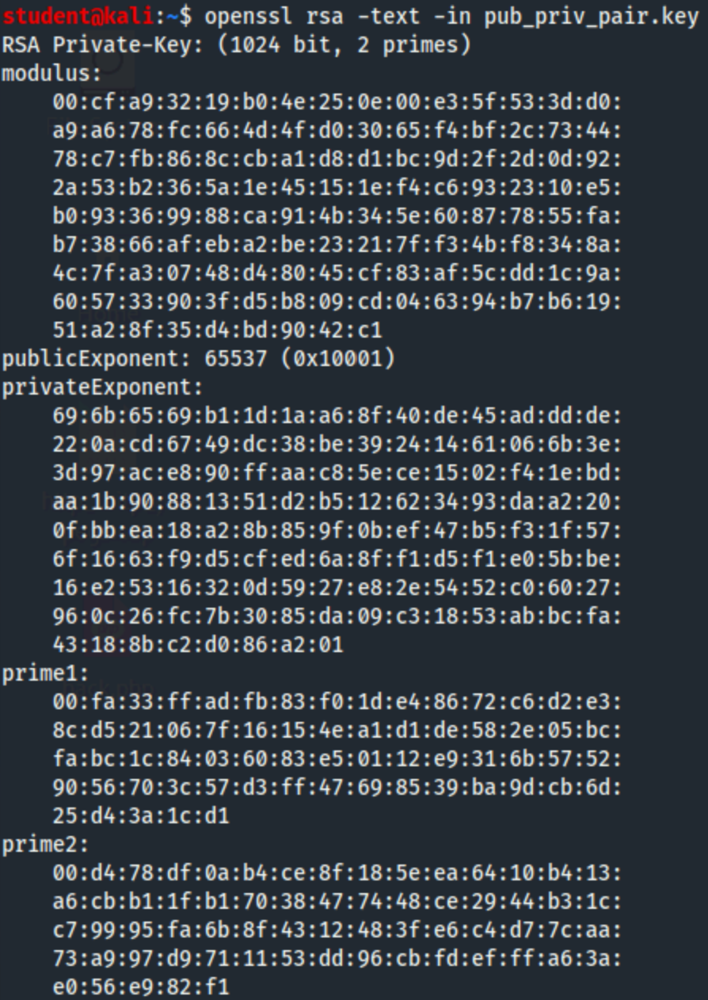 student@kali:~$ openssl rsa -text -in pub_priv_pair.key
RSA Private-Key: (1024 bit, 2 primes)
modulus:
00:cf:a9:32:19:b0:4e:25:0e:00:e3:5f:53:3d:d0:
a9:a6:78:fc:66:4d:4f:d0:30:65:f4:bf:2c:73:44:
78:c7:fb:86:8c:cb:a1:d8:d1:bc:9d:2f:2d:0d:92:
2a:53:b2:36:5a:1e:45:15:1e:f4:c6:93:23:10:e5:
b0:93:36:99:88:ca:91:4b:34:5e:60:87:78:55:fa:
b7:38:66:af:eb:a2:be:23:21:7f:f3:4b:f8:34:8a:
4c:7f:a3:07:48:d4:80:45:cf:83:af:5c:dd:1c:9a:
60:57:33:90:3f:d5:b8:09:cd:04:63:94:b7:b6:19:
51:a2:8f:35:d4:bd:90:42:c1
publicExponent: 65537 (0x10001)
privateExponent:
69:6b:65:69:b1:1d:1a:a6:8f:40:de:45:ad:dd:de:
22:0a:cd:67:49:dc:38:be:39:24:14:61:06:6b:3e:
3d:97:ac:e8:90:ff:aa:c8:5e:ce:15:02:f4:1e:bd:
aa:1b:90:88:13:51:d2:b5:12:62:34:93:da:a2:20:
0f:bb:ea:18:a2:8b:85:9f:0b:ef:47:b5:f3:1f:57:
6f:16:63:f9:d5:cf:ed:6a:8f:f1:d5:f1:e0:5b:be:
16:e2:53:16:32:0d:59:27:e8:2e:54:52:c0:60:27:
96:0c:26:fc:7b:30:85:da:09:c3:18:53:ab:bc:fa:
43:18:8b:c2:d0:86:a2:01
prime1:
00:fa:33:ff:ad:fb:83:f0:1d:e4:86:72:c6:d2:e3:
8c:d5:21:06:7f:16:15:4e:a1:d1:de:58:2e:05:bc:
fa:bc:1c:84:03:60:83:e5:01:12:e9:31:6b:57:52:
90:56:70:3c:57:d3:ff:47:69:85:39:ba:9d:cb:6d:
25:d4:3a:1c:d1
prime2:
00:d4:78:df:0a:b4:ce:8f:18:5e:ea:64:10:b4:13:
a6:cb:b1:1f:b1:70:38:47:74:48:ce:29:44:b3:1c:
c7:99:95:fa:6b:8f:43:12:48:3f:e6:c4:d7:7c:aa:
73:a9:97:d9:71:11:53:dd:96:cb:fd:ef:ff:a6:3a:
e0:56:e9:82:f1